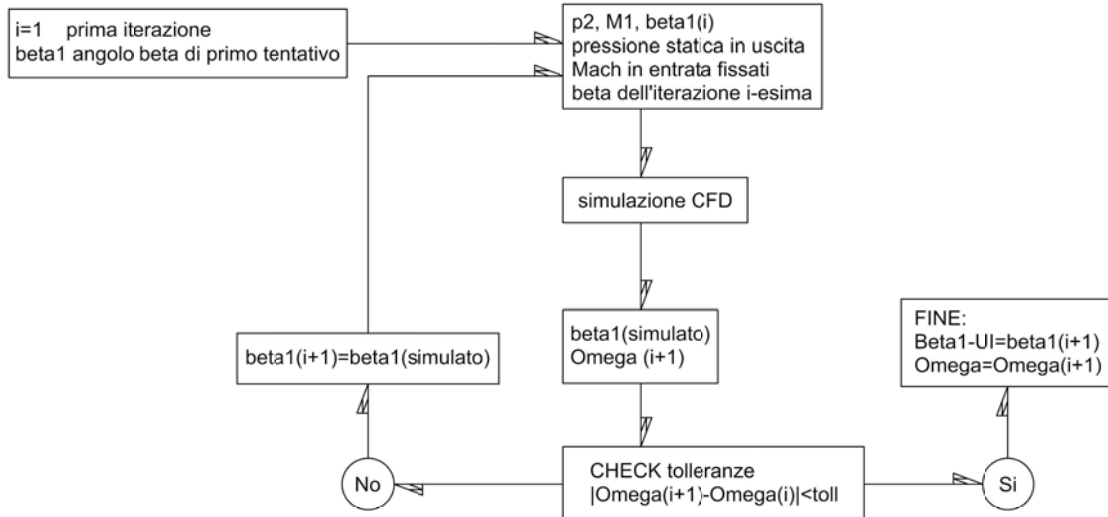 i=1 prima iterazione
beta1 angolo beta di primo tentativo
p2, M1, beta1(i)
pressione statica in uscita
Mach in entrata fissati
beta dell'iterazione i-esima
simulazione CFD
beta1(simulato)
Omega (i+1)
CHECK tolleranze
|Omega(i+1)-Omega(i)|<toll
No
beta1(i+1)=beta1(simulato)
Si
FINE:
Beta1-UI=beta1(i+1)
Omega=Omega(i+1)